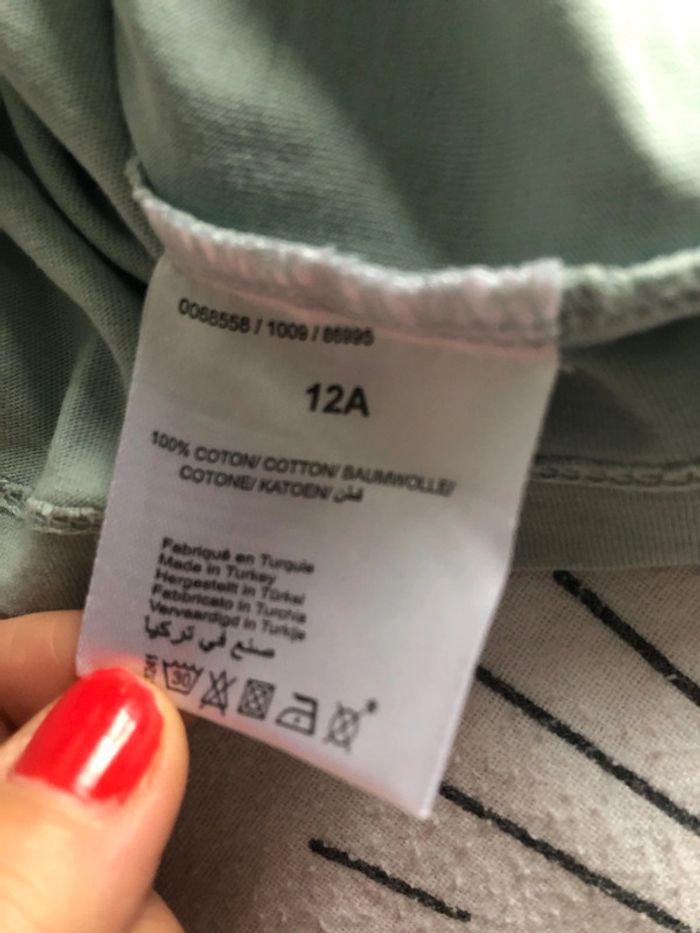 0068558 / 1009 / 86995
12A
100% COTON/ COTTON/ BAUMWOLLE/
COTONE/ KATOEN/ قطن
Fabriqué en Turquie
Made in Turkey
Hergestellt in Türkei
Fabbricato in Turchia
Vervaardigd in Turkije
صنع في تركيا
30